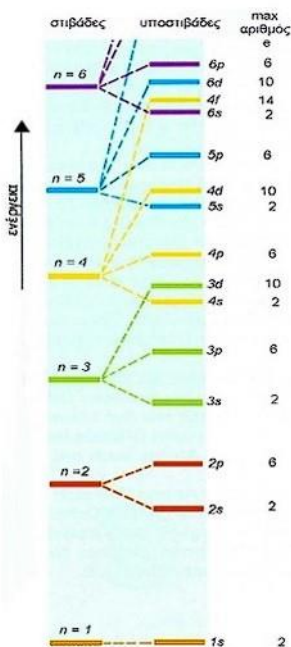 στιβάδες υποστιβάδες max αριθμός e
6p 6
n = 6 6d 10
4f 14
6s 2
5p 6
n = 5 4d 10
5s 2
4p 6
n = 4 3d 10
4s 2
3p 6
n = 3
3s 2
2p 6
n =2
2s 2
n = 1 1s 2
ενέργεια